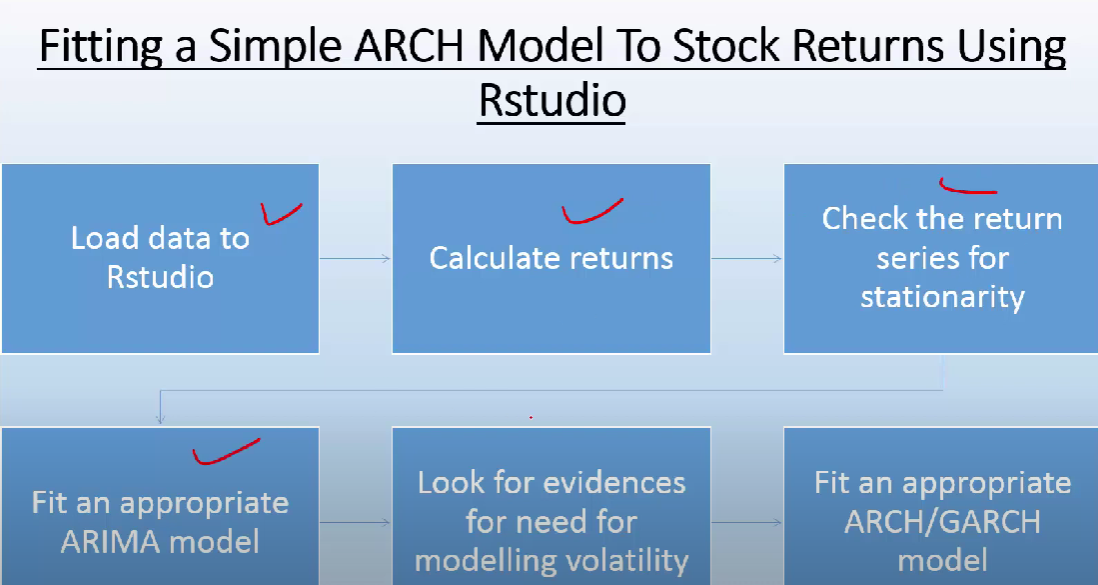 Fitting a Simple ARCH Model To Stock Returns Using
Rstudio
Load data to
Rstudio
Calculate returns
Check the return
series for
stationarity
Fit an appropriate
ARIMA model
Look for evidences
for need for
modelling volatility
Fit an appropriate
ARCH/GARCH
model